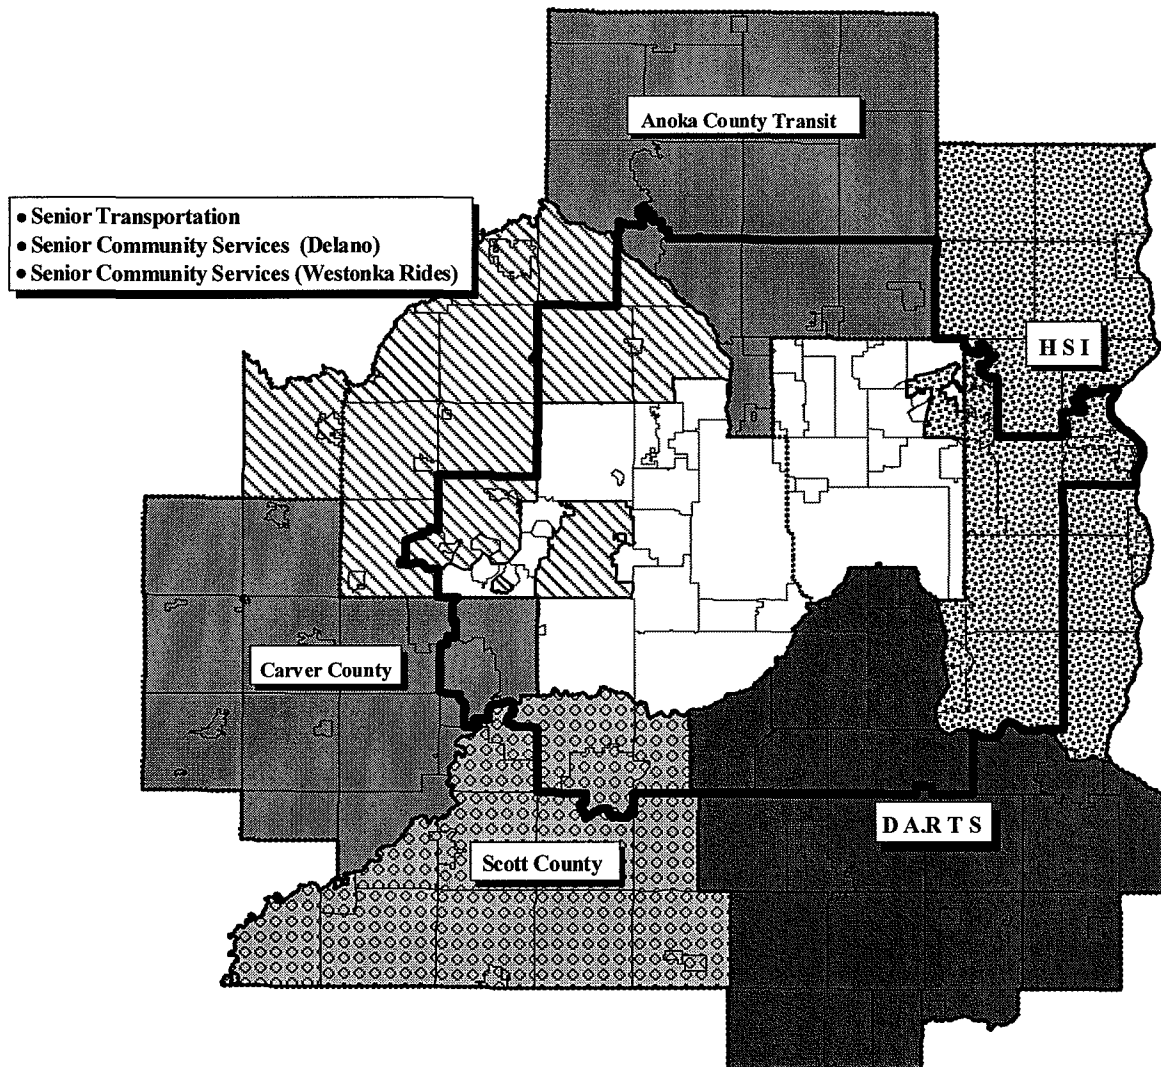 Anoka County Transit
• Senior Transportation
• Senior Community Services (Delano)
• Senior Community Services (Westonka Rides)
H S I
Carver County
D A.R T S
Scott County